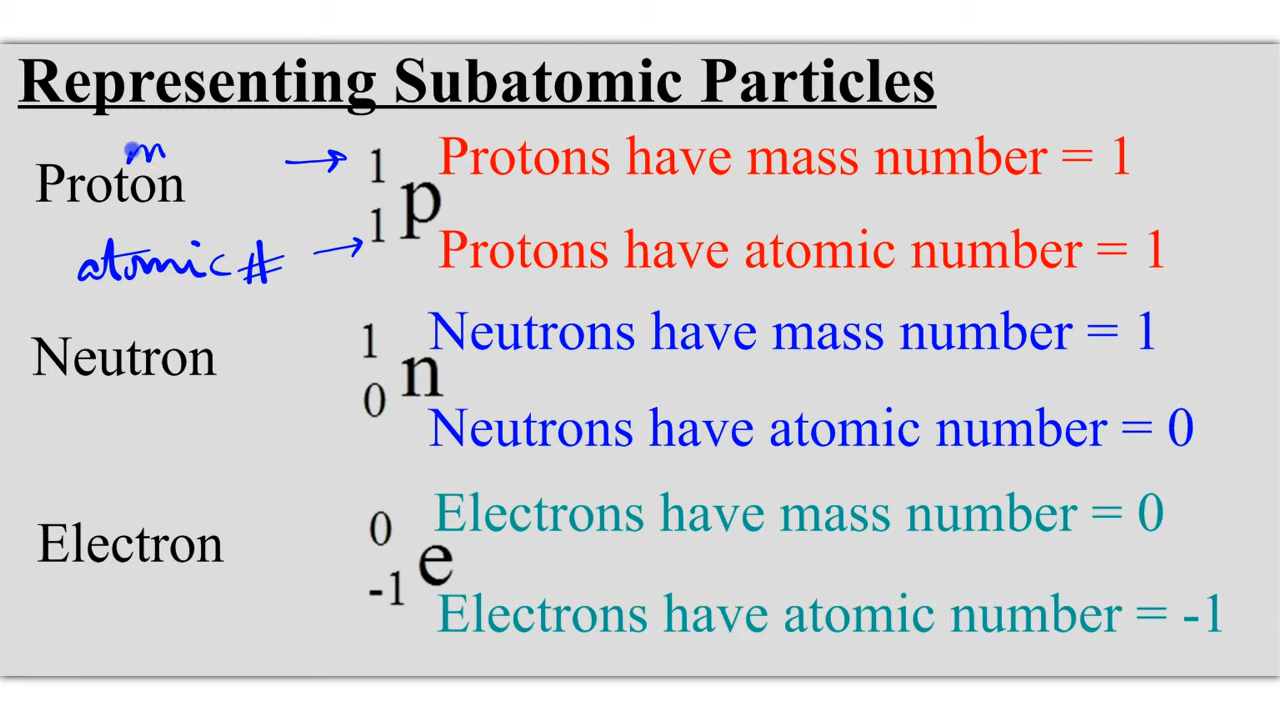 Representing Subatomic Particles
m
Proton
1
1
p
Protons have mass number = 1
atomic #
Protons have atomic number = 1
Neutron
1
0
n
Neutrons have mass number = 1
Neutrons have atomic number = 0
Electron
0
-1
e
Electrons have mass number = 0
Electrons have atomic number = -1